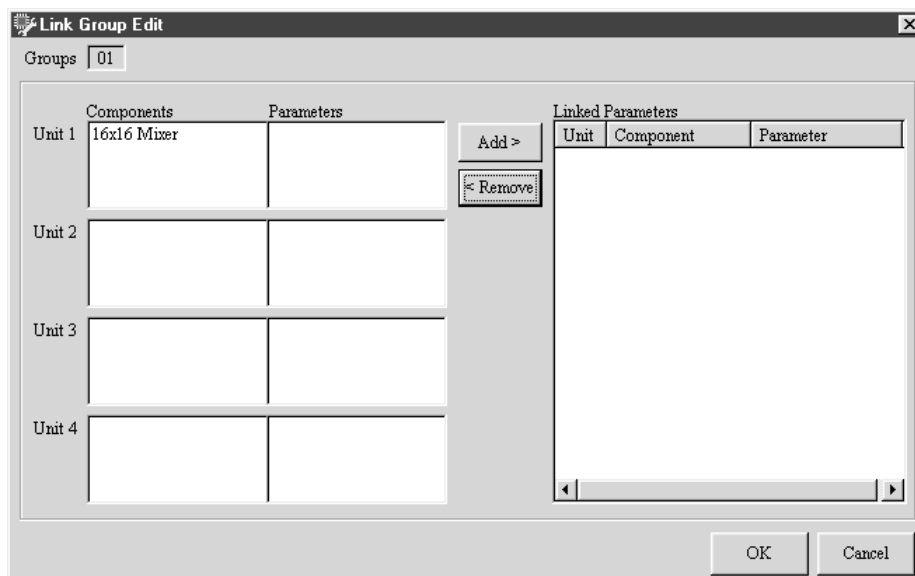 Link Group Edit
Groups 01
Components Parameters Linked Parameters
Unit 1 16x16 Mixer Add > Unit Component Parameter
< Remove
Unit 2
Unit 3
Unit 4
OK Cancel